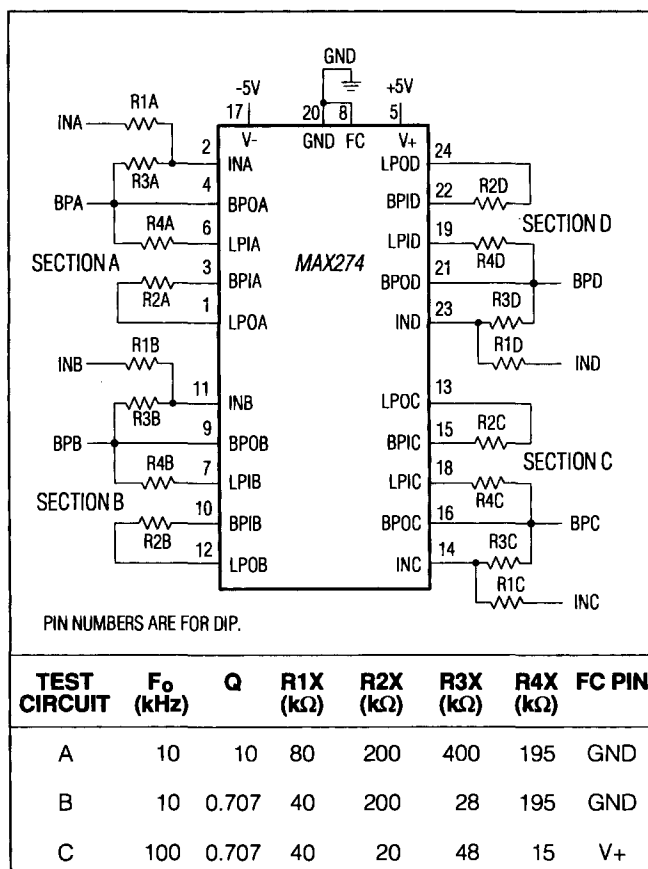 GND
-5V
+5V
17
20
8
5
V-
GND
FC
V+
MAX274
INA
R1A
2
INA
R3A
4
BPOA
BPA
R4A
6
LPIA
SECTION A
3
BPIA
R2A
1
LPOA
INB
R1B
11
INB
R3B
9
BPOB
BPB
R4B
7
LPIB
SECTION B
10
BPIB
R2B
12
LPOB
LPOD
24
BPID
22
R2D
SECTION D
LPID
19
R4D
BPOD
21
BPD
R3D
IND
23
R1D
IND
LPOC
13
R2C
BPIC
15
SECTION C
LPIC
18
R4C
BPOC
16
BPC
R3C
INC
14
R1C
INC
PIN NUMBERS ARE FOR DIP.
TEST CIRCUIT Fo (kHz) Q R1X (kΩ) R2X (kΩ) R3X (kΩ) R4X (kΩ) FC PIN
A 10 10 80 200 400 195 GND
B 10 0.707 40 200 28 195 GND
C 100 0.707 40 20 48 15 V+